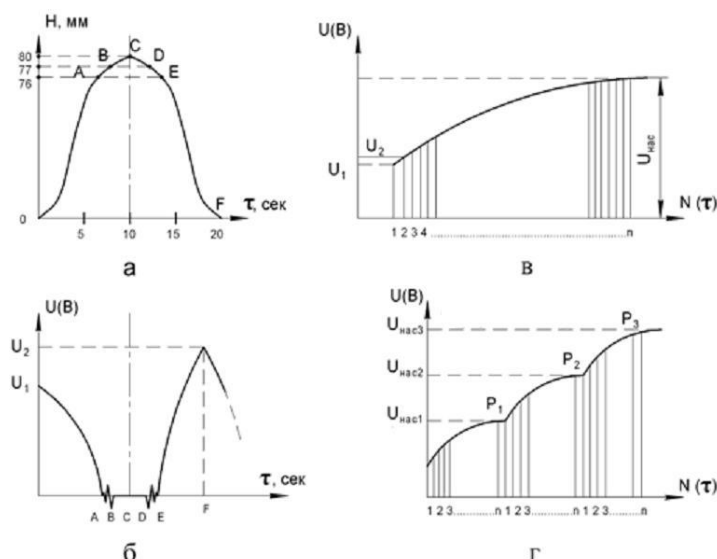 H, мм
80
77
76
0
A
B
C
D
E
F
τ, сек
5
10
15
20
а
U(B)
U₂
U₁
Uнас
N (τ)
1 2 3 4 ........................................................n
в
U(B)
U₂
U₁
τ, сек
A B C D E F
б
U(B)
Uнас3
Uнас2
Uнас1
P₁
P₂
P₃
N (τ)
1 2 3..............n 1 2 3..............n 1 2 3.........n
г